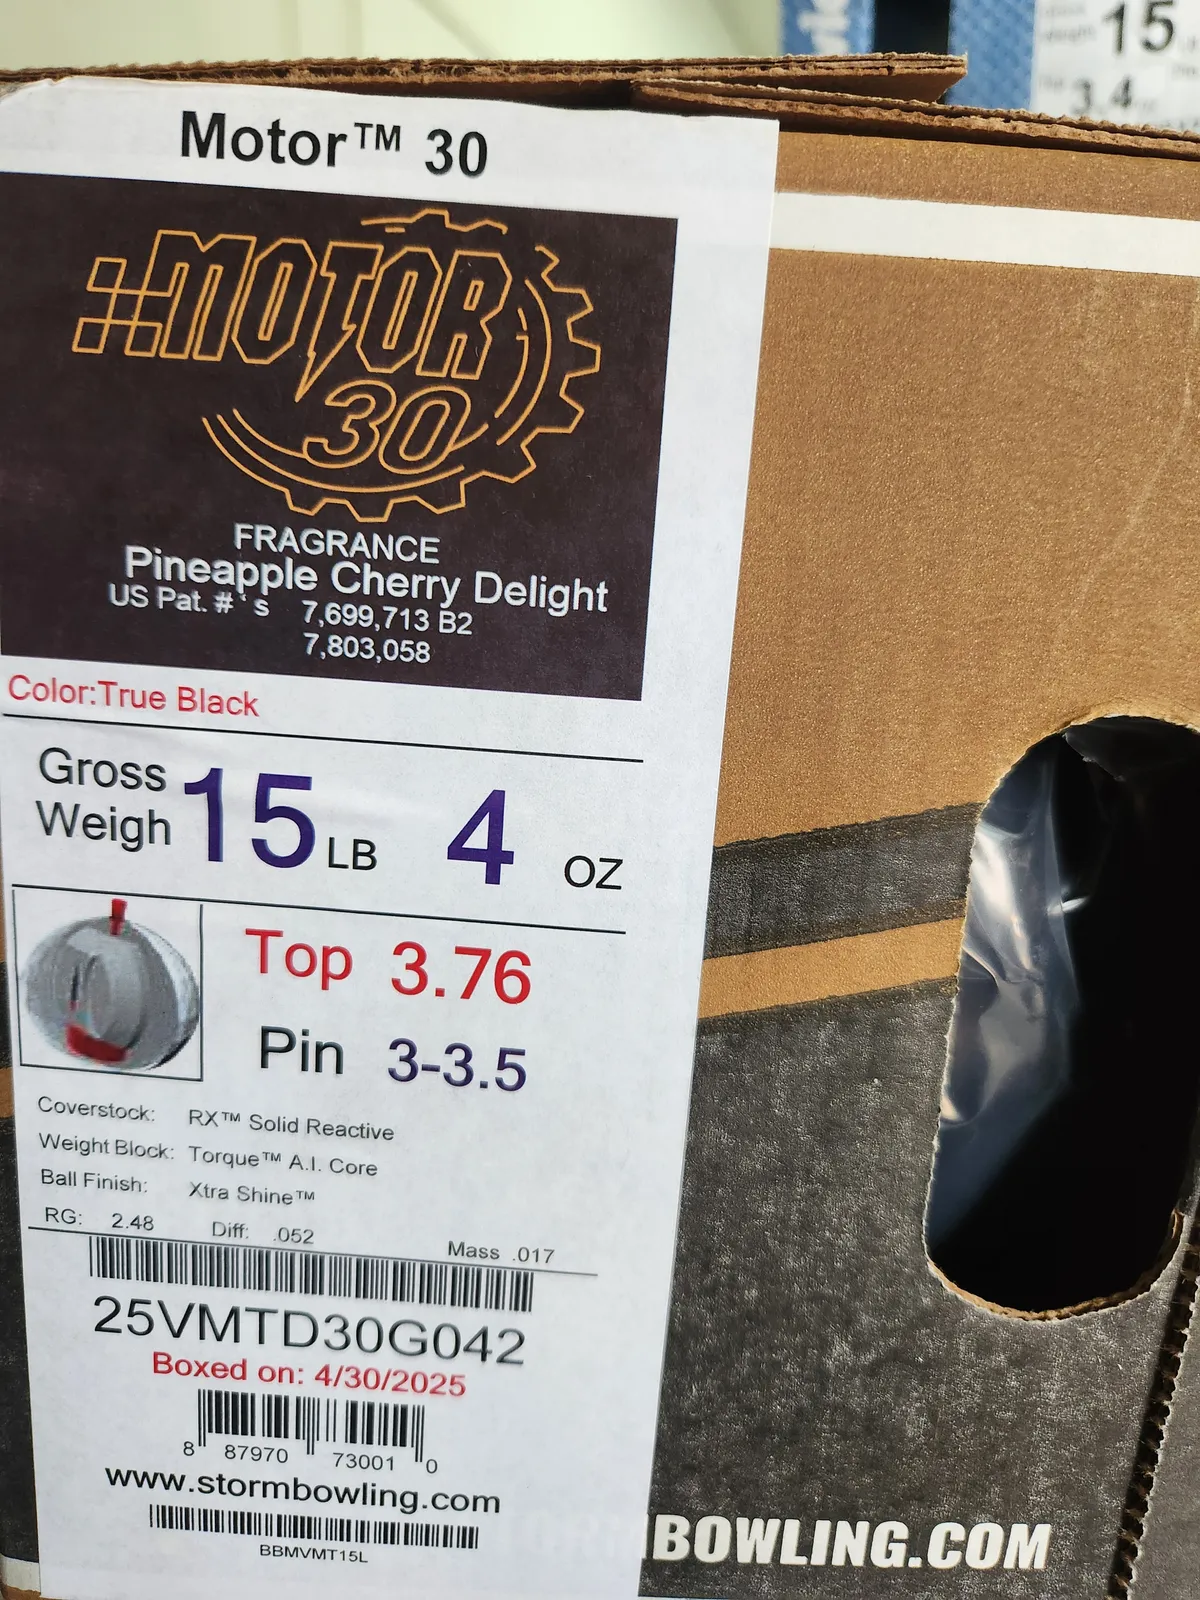 Motor™ 30
MOTOR
30
FRAGRANCE
Pineapple Cherry Delight
US Pat. #`s 7,699,713 B2
7,803,058
Color:True Black
Gross Weigh 15 LB 4 OZ
Top 3.76
Pin 3-3.5
Coverstock: RX™ Solid Reactive
Weight Block: Torque™ A.I. Core
Ball Finish: Xtra Shine™
RG: 2.48 Diff: .052 Mass .017
25VMTD30G042
Boxed on: 4/30/2025
8 87970 73001 0
www.stormbowling.com
BBMVMT15L
BOWLING.COM
15
3.4